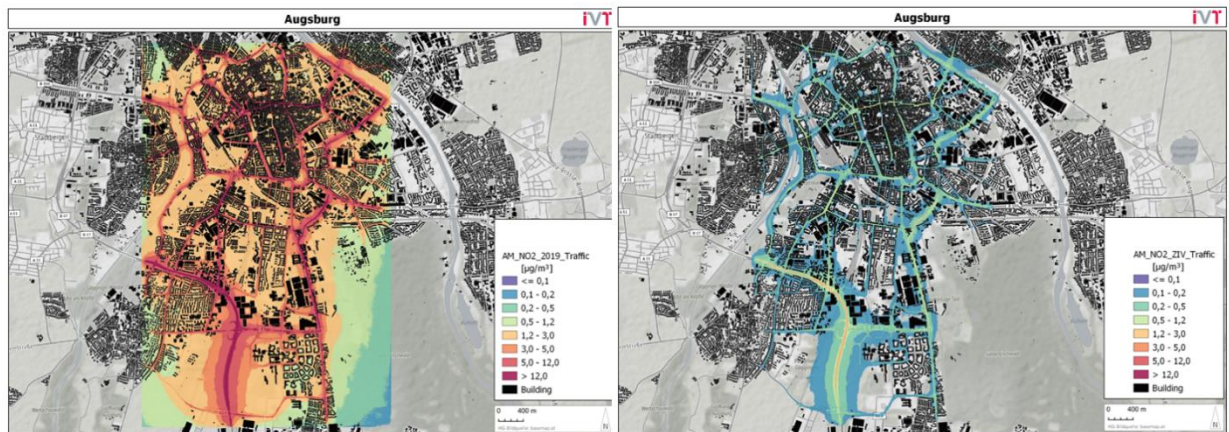 Augsburg
iVT
AM_NO2_2019_Traffic
[µg/m³]
<= 0,1
0,1 - 0,2
0,2 - 0,5
0,5 - 1,2
1,2 - 3,0
3,0 - 5,0
5,0 - 12,0
> 12,0
Building
0 400 m
N
Augsburg
iVT
AM_NO2_ZIV_Traffic
[µg/m³]
<= 0,1
0,1 - 0,2
0,2 - 0,5
0,5 - 1,2
1,2 - 3,0
3,0 - 5,0
5,0 - 12,0
> 12,0
Building
0 400 m
N